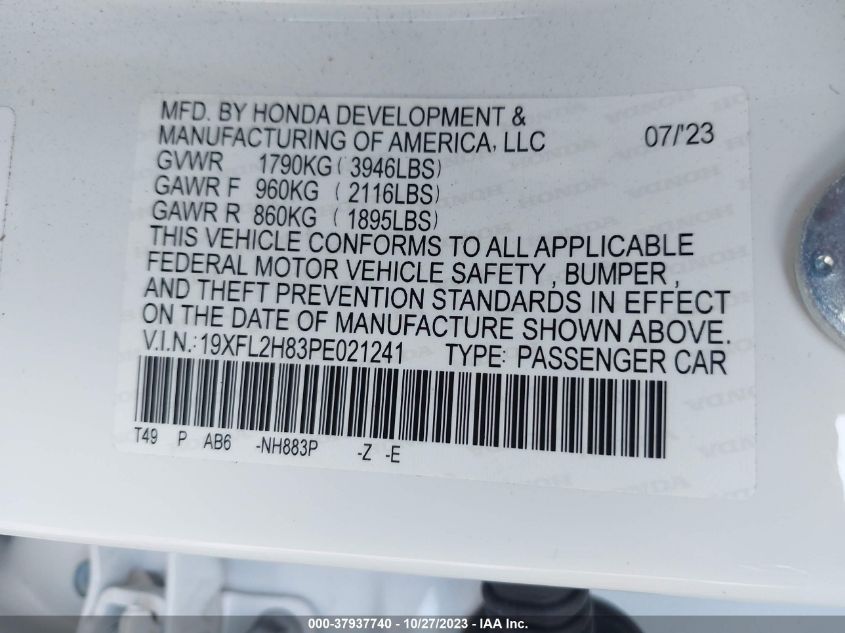 MFD. BY HONDA DEVELOPMENT &
MANUFACTURING OF AMERICA, LLC 07/'23
GVWR 1790KG ( 3946LBS)
GAWR F 960KG ( 2116LBS)
GAWR R 860KG ( 1895LBS)
THIS VEHICLE CONFORMS TO ALL APPLICABLE
FEDERAL MOTOR VEHICLE SAFETY , BUMPER ,
AND THEFT PREVENTION STANDARDS IN EFFECT
ON THE DATE OF MANUFACTURE SHOWN ABOVE.
V.I.N.:19XFL2H83PE021241 TYPE: PASSENGER CAR
T49 P AB6 -NH883P -Z -E
000-37937740 - 10/27/2023 - IAA Inc.